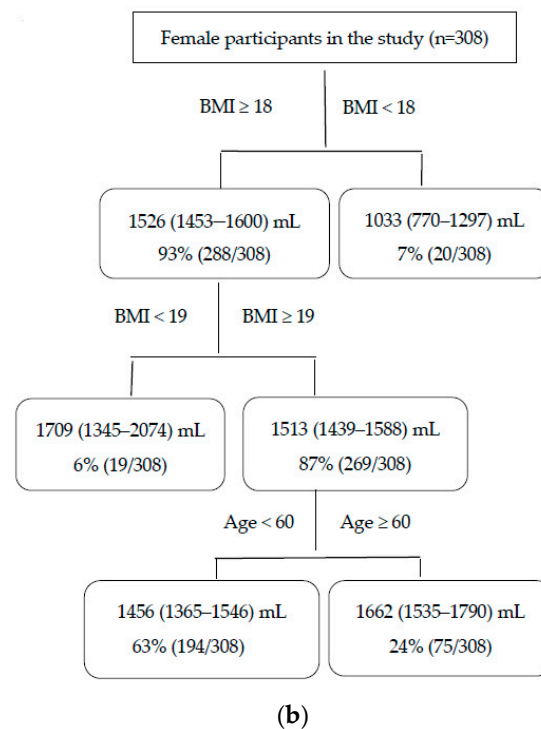 Female participants in the study (n=308)
BMI ≥ 18
BMI < 18
1526 (1453–1600) mL
93% (288/308)
1033 (770–1297) mL
7% (20/308)
BMI < 19
BMI ≥ 19
1709 (1345–2074) mL
6% (19/308)
1513 (1439–1588) mL
87% (269/308)
Age < 60
Age ≥ 60
1456 (1365–1546) mL
63% (194/308)
1662 (1535–1790) mL
24% (75/308)
(b)